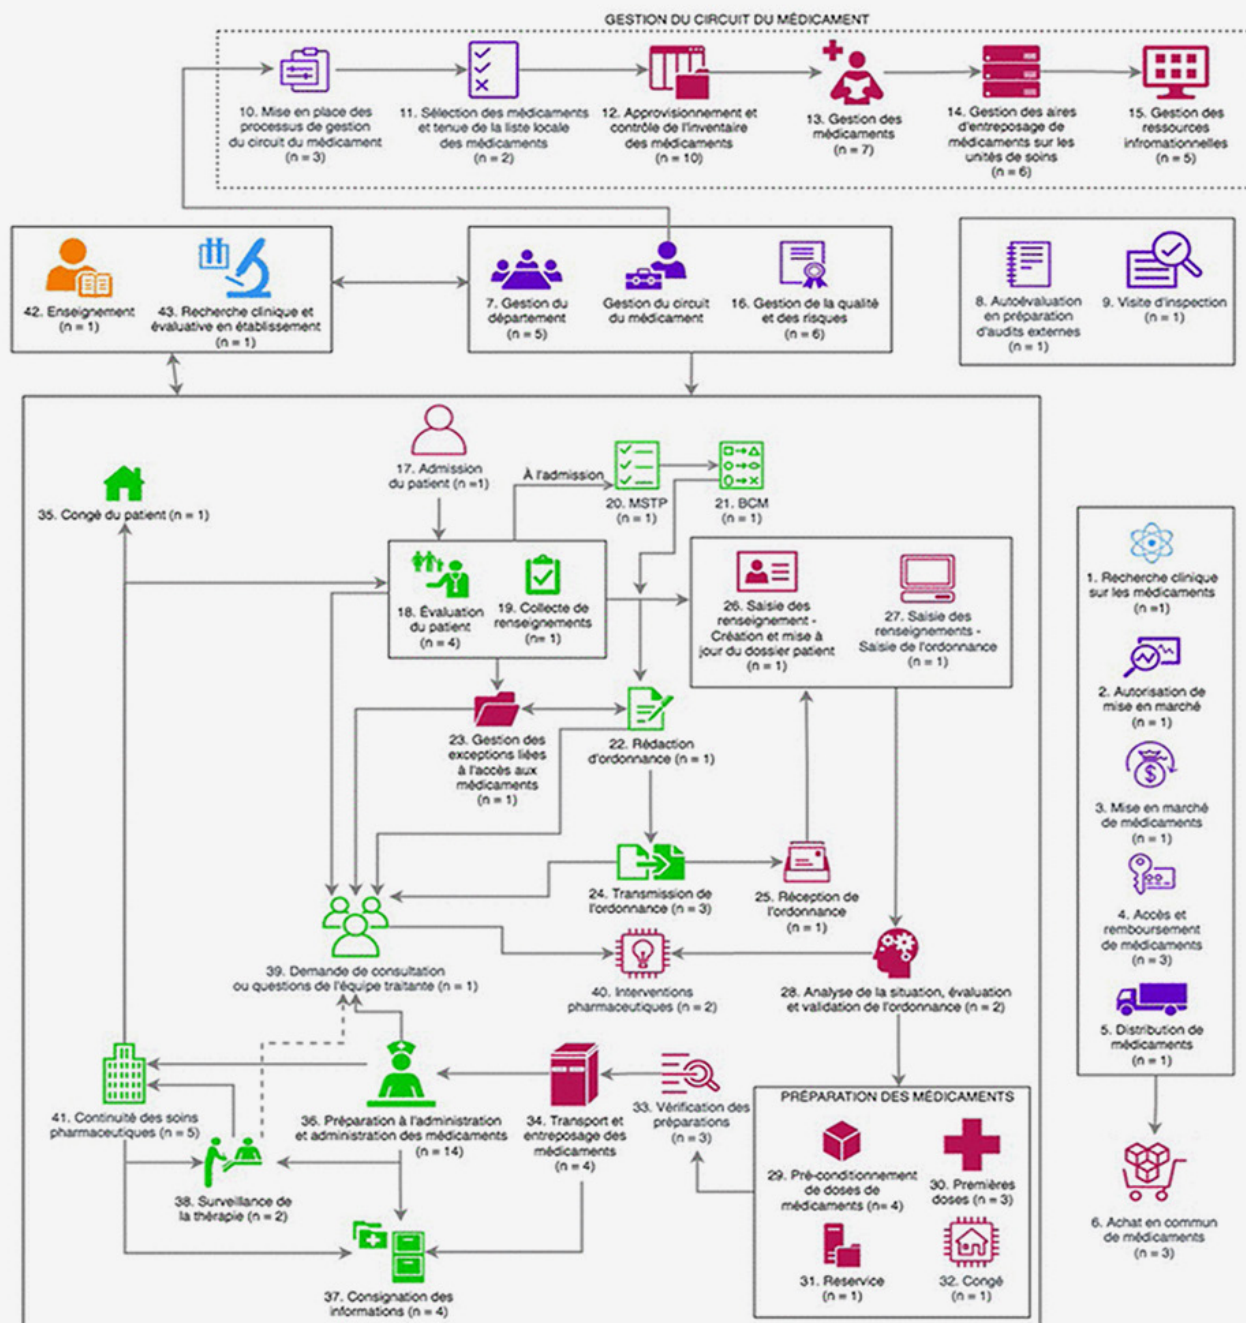 GESTION DU CIRCUIT DU MÉDICAMENT
10. Mise en place des
processus de gestion
du circuit du médicament
(n = 3)
11. Sélection des médicaments
et tenue de la liste locale
des médicaments
(n = 2)
12. Approvisionnement et
contrôle de l'inventaire
des médicaments
(n = 10)
13. Gestion des
médicaments
(n = 7)
14. Gestion des aires
d'entreposage de
médicaments sur les
unités de soins
(n = 6)
15. Gestion des
ressources
infromationnelles
(n = 5)
42. Enseignement
(n = 1)
43. Recherche clinique et
évaluative en établissement
(n = 1)
7. Gestion du
département
(n = 5)
Gestion du circuit
du médicament
16. Gestion de la qualité
et des risques
(n = 6)
8. Autoévaluation
en préparation
d'audits externes
(n = 1)
9. Visite d'inspection
(n = 1)
17. Admission
du patient (n =1)
À l'admission
20. MSTP
(n = 1)
21. BCM
(n = 1)
35. Congé du patient (n = 1)
18. Évaluation
du patient
(n = 4)
19. Collecte de
renseignements
(n= 1)
26. Saisie des
renseignement -
Création et mise à
jour du dossier patient
(n = 1)
27. Saisie des
renseignements -
Saisie de l'ordonnance
(n = 1)
23. Gestion des
exceptions liées
à l'accès aux
médicaments
(n = 1)
22. Rédaction
d'ordonnance (n = 1)
24. Transmission de
l'ordonnance (n = 3)
25. Réception de
l'ordonnance
(n = 1)
39. Demande de consultation
ou questions de l'équipe traitante (n = 1)
40. Interventions
pharmaceutiques (n = 2)
28. Analyse de la situation, évaluation
et validation de l'ordonnance (n = 2)
41. Continuité des soins
pharmaceutiques (n = 5)
36. Préparation à l'administration
et administration des médicaments
(n = 14)
34. Transport et
entreposage des
médicaments
(n = 4)
33. Vérification des
préparations
(n = 3)
PRÉPARATION DES MÉDICAMENTS
29. Pré-conditionnement
de doses de
médicaments (n= 4)
30. Premières
doses (n = 3)
31. Reservice
(n = 1)
32. Congé
(n = 1)
38. Surveillance de
la thérapie (n = 2)
37. Consignation des
informations (n = 4)
1. Recherche clinique
sur les médicaments
(n =1)
2. Autorisation de
mise en marché
(n = 1)
3. Mise en marché
de médicaments
(n = 1)
4. Accès et
remboursement
de médicaments
(n = 3)
5. Distribution de
médicaments
(n = 1)
6. Achat en commun
de médicaments
(n = 3)